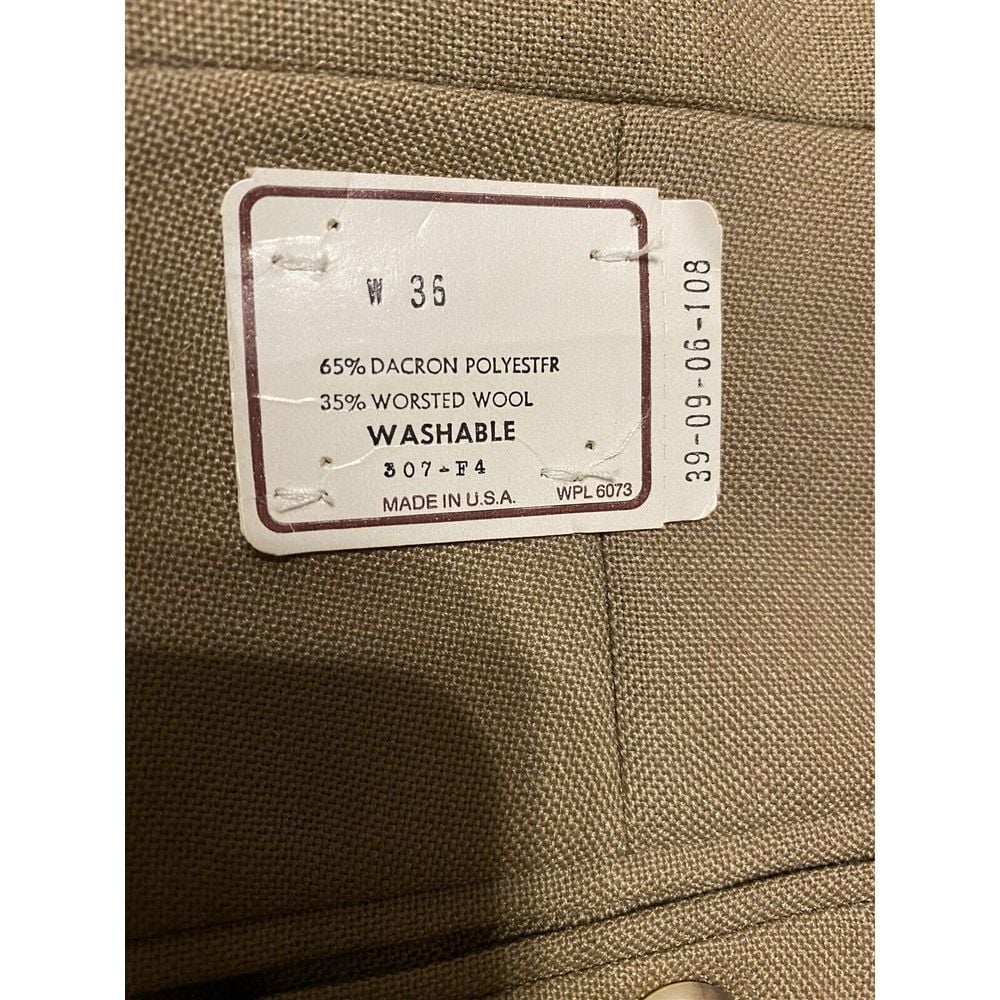 W 36
65% DACRON POLYESTFR
35% WORSTED WOOL
WASHABLE
307-F4
MADE IN U.S.A. WPL 6073
39-09-06-108